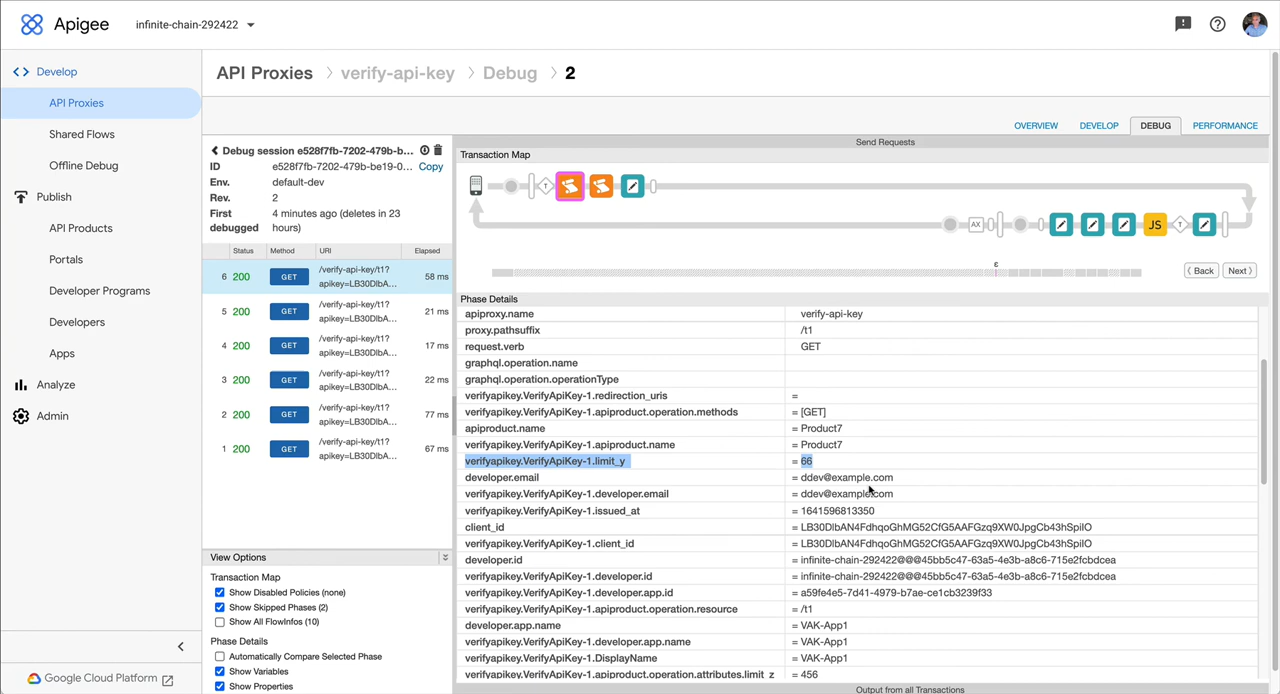 Apigee
infinite-chain-292422
Develop
API Proxies
Shared Flows
Offline Debug
Publish
API Products
Portals
Developer Programs
Developers
Apps
Analyze
Admin
Google Cloud Platform
API Proxies
verify-api-key
Debug
2
OVERVIEW
DEVELOP
DEBUG
PERFORMANCE
Debug session e528f7fb-7202-479b-b...
ID e528f7fb-7202-479b-be19-0... Copy
Env. default-dev
Rev. 2
First 4 minutes ago (deletes in 23
debugged hours)
Status Method URI Elapsed
6 200 GET /verify-api-key/t1? 58 ms
apikey=LB30DlbA...
5 200 GET /verify-api-key/t1? 21 ms
apikey=LB30DlbA...
4 200 GET /verify-api-key/t1? 17 ms
apikey=LB30DlbA...
3 200 GET /verify-api-key/t1? 22 ms
apikey=LB30DlbA...
2 200 GET /verify-api-key/t1? 77 ms
apikey=LB30DlbA...
1 200 GET /verify-api-key/t1? 67 ms
apikey=LB30DlbA...
View Options
Transaction Map
Show Disabled Policies (none)
Show Skipped Phases (2)
Show All FlowInfos (10)
Phase Details
Automatically Compare Selected Phase
Show Variables
Show Properties
Send Requests
Transaction Map
T
AX
JS
T
ε
Back
Next
Phase Details
apiproxy.name verify-api-key
proxy.pathsuffix /t1
request.verb GET
graphql.operation.name
graphql.operation.operationType
verifyapikey.VerifyApiKey-1.redirection_uris =
verifyapikey.VerifyApiKey-1.apiproduct.operation.methods = [GET]
apiproduct.name = Product7
verifyapikey.VerifyApiKey-1.apiproduct.name = Product7
verifyapikey.VerifyApiKey-1.limit_y = 66
developer.email = ddev@example.com
verifyapikey.VerifyApiKey-1.developer.email = ddev@example.com
verifyapikey.VerifyApiKey-1.issued_at = 1641596813350
client_id = LB30DlbAN4FdhqoGhMG52CfG5AAFGzq9XW0JpgCb43hSpilO
verifyapikey.VerifyApiKey-1.client_id = LB30DlbAN4FdhqoGhMG52CfG5AAFGzq9XW0JpgCb43hSpilO
developer.id = infinite-chain-292422@@@45bb5c47-63a5-4e3b-a8c6-715e2fcbdcea
verifyapikey.VerifyApiKey-1.developer.id = infinite-chain-292422@@@45bb5c47-63a5-4e3b-a8c6-715e2fcbdcea
verifyapikey.VerifyApiKey-1.developer.app.id = a59fe4e5-7d41-4979-b7ae-ce1cb3239f33
verifyapikey.VerifyApiKey-1.apiproduct.operation.resource = /t1
developer.app.name = VAK-App1
verifyapikey.VerifyApiKey-1.developer.app.name = VAK-App1
verifyapikey.VerifyApiKey-1.DisplayName = VAK-App1
verifyapikey.VerifyApiKey-1.apiproduct.operation.attributes.limit_z = 456
Output from all Transactions